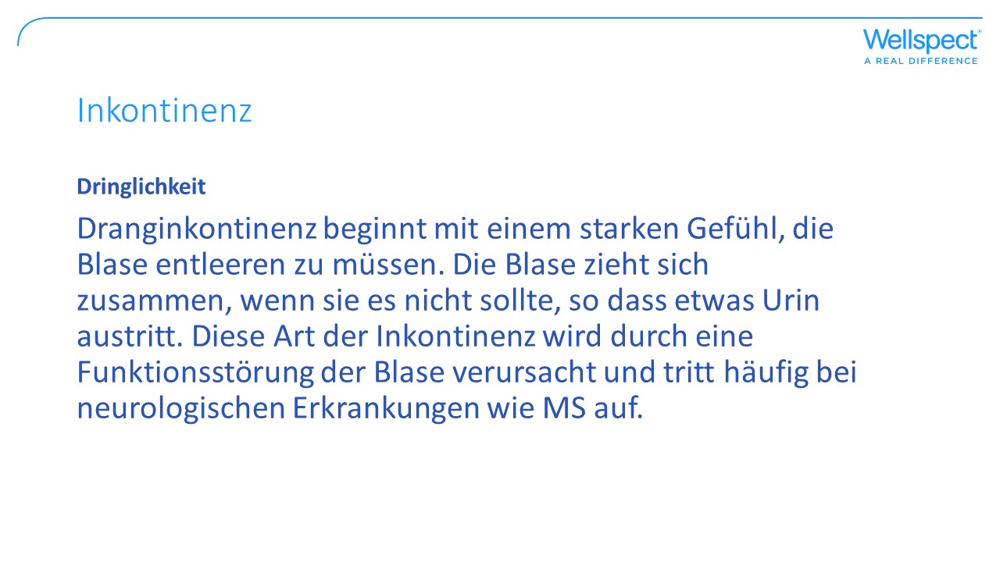 Wellspect®
A REAL DIFFERENCE
Inkontinenz
Dringlichkeit
Dranginkontinenz beginnt mit einem starken Gefühl, die
Blase entleeren zu müssen. Die Blase zieht sich
zusammen, wenn sie es nicht sollte, so dass etwas Urin
austritt. Diese Art der Inkontinenz wird durch eine
Funktionsstörung der Blase verursacht und tritt häufig bei
neurologischen Erkrankungen wie MS auf.